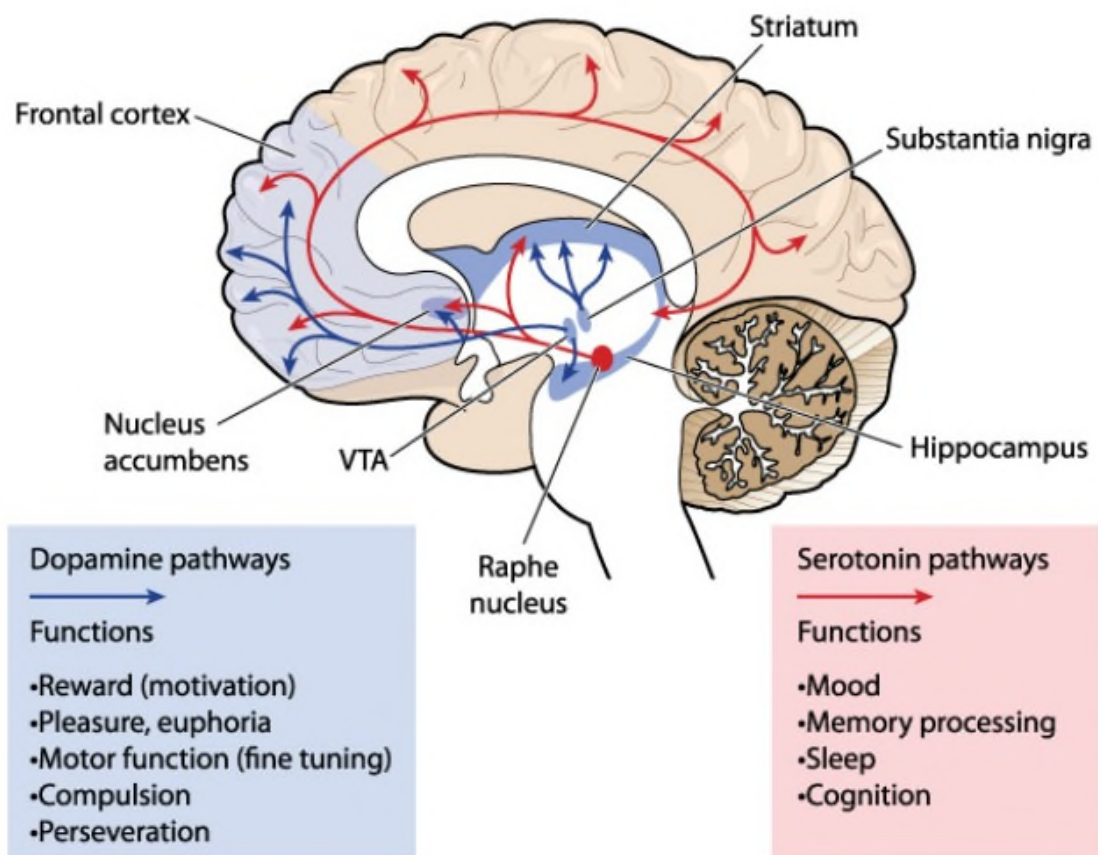 Striatum
Frontal cortex
Substantia nigra
Nucleus
accumbens
VTA
Hippocampus
Raphe
nucleus
Dopamine pathways
Functions
•Reward (motivation)
•Pleasure, euphoria
•Motor function (fine tuning)
•Compulsion
•Perseveration
Serotonin pathways
Functions
•Mood
•Memory processing
•Sleep
•Cognition